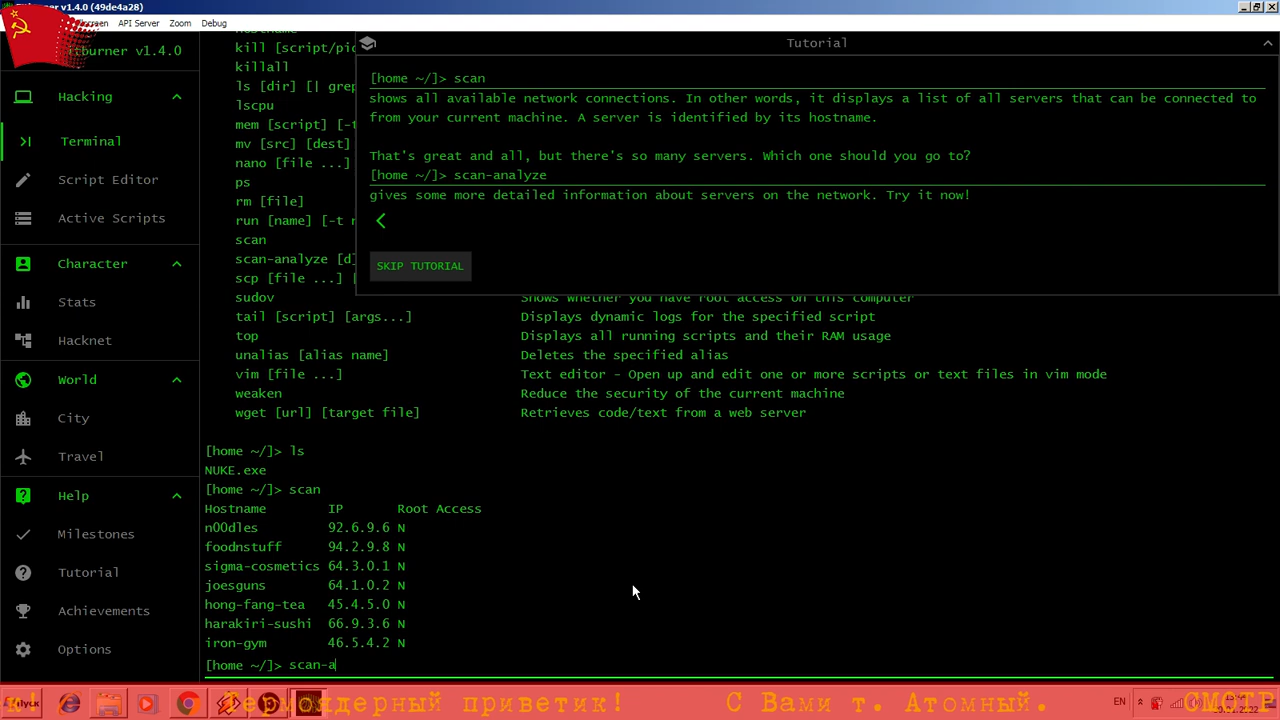 v1.4.0 (49de4a28)
API Server Zoom Debug
burner v1.4.0
Hacking
Terminal
Script Editor
Active Scripts
Character
Stats
Hacknet
World
City
Travel
Help
Milestones
Tutorial
Achievements
Options
Tutorial
[home ~/]> scan
shows all available network connections. In other words, it displays a list of all servers that can be connected to
from your current machine. A server is identified by its hostname.
That's great and all, but there's so many servers. Which one should you go to?
[home ~/]> scan-analyze
gives some more detailed information about servers on the network. Try it now!
SKIP TUTORIAL
hostname
kill [script/pid
killall
ls [dir] [| grep
lscpu
mem [script] [-t
mv [src] [dest]
nano [file ...]
ps
rm [file]
run [name] [-t
scan
scan-analyze [d]
scp [file ...]
sudov Shows whether you have root access on this computer
tail [script] [args...] Displays dynamic logs for the specified script
top Displays all running scripts and their RAM usage
unalias [alias name] Deletes the specified alias
vim [file ...] Text editor - Open up and edit one or more scripts or text files in vim mode
weaken Reduce the security of the current machine
wget [url] [target file] Retrieves code/text from a web server
[home ~/]> ls
NUKE.exe
[home ~/]> scan
Hostname IP Root Access
n00dles 92.6.9.6 N
foodnstuff 94.2.9.8 N
sigma-cosmetics 64.3.0.1 N
joesguns 64.1.0.2 N
hong-fang-tea 45.4.5.0 N
harakiri-sushi 66.9.3.6 N
iron-gym 46.5.4.2 N
[home ~/]> scan-a
Термоядерный приветик! С Вами т. Атомный. СМОТР
EN